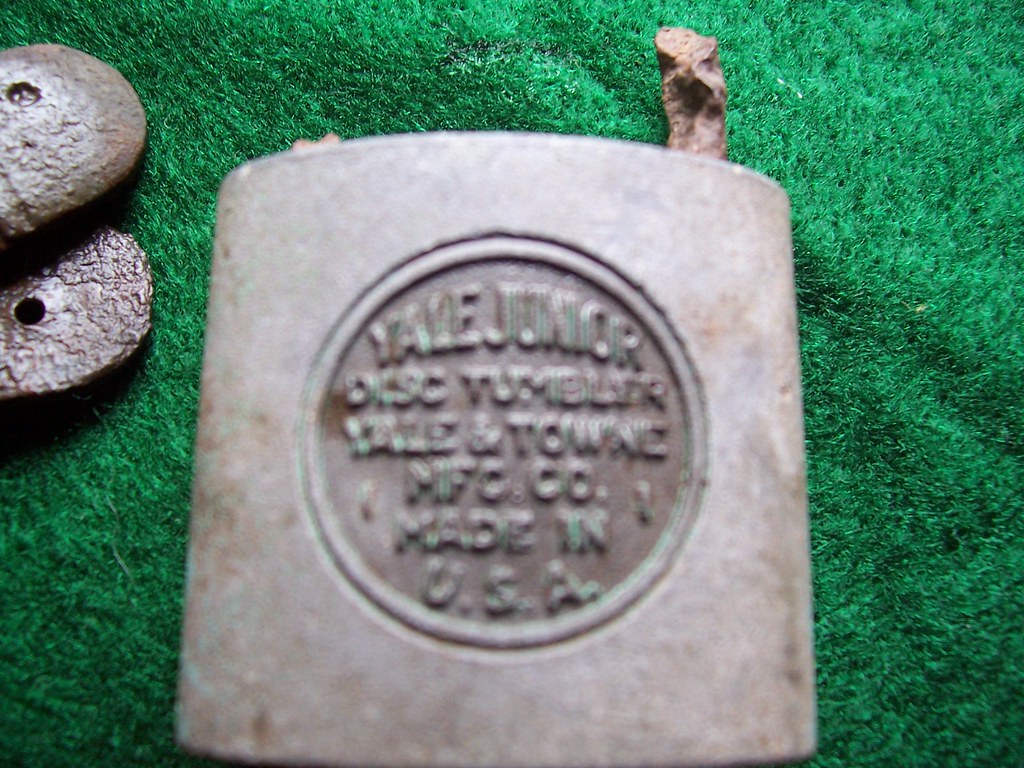 YALE JUNIOR
DISC TUMBLER
YALE & TOWNE
MFG. CO.
MADE IN
U. S. A.